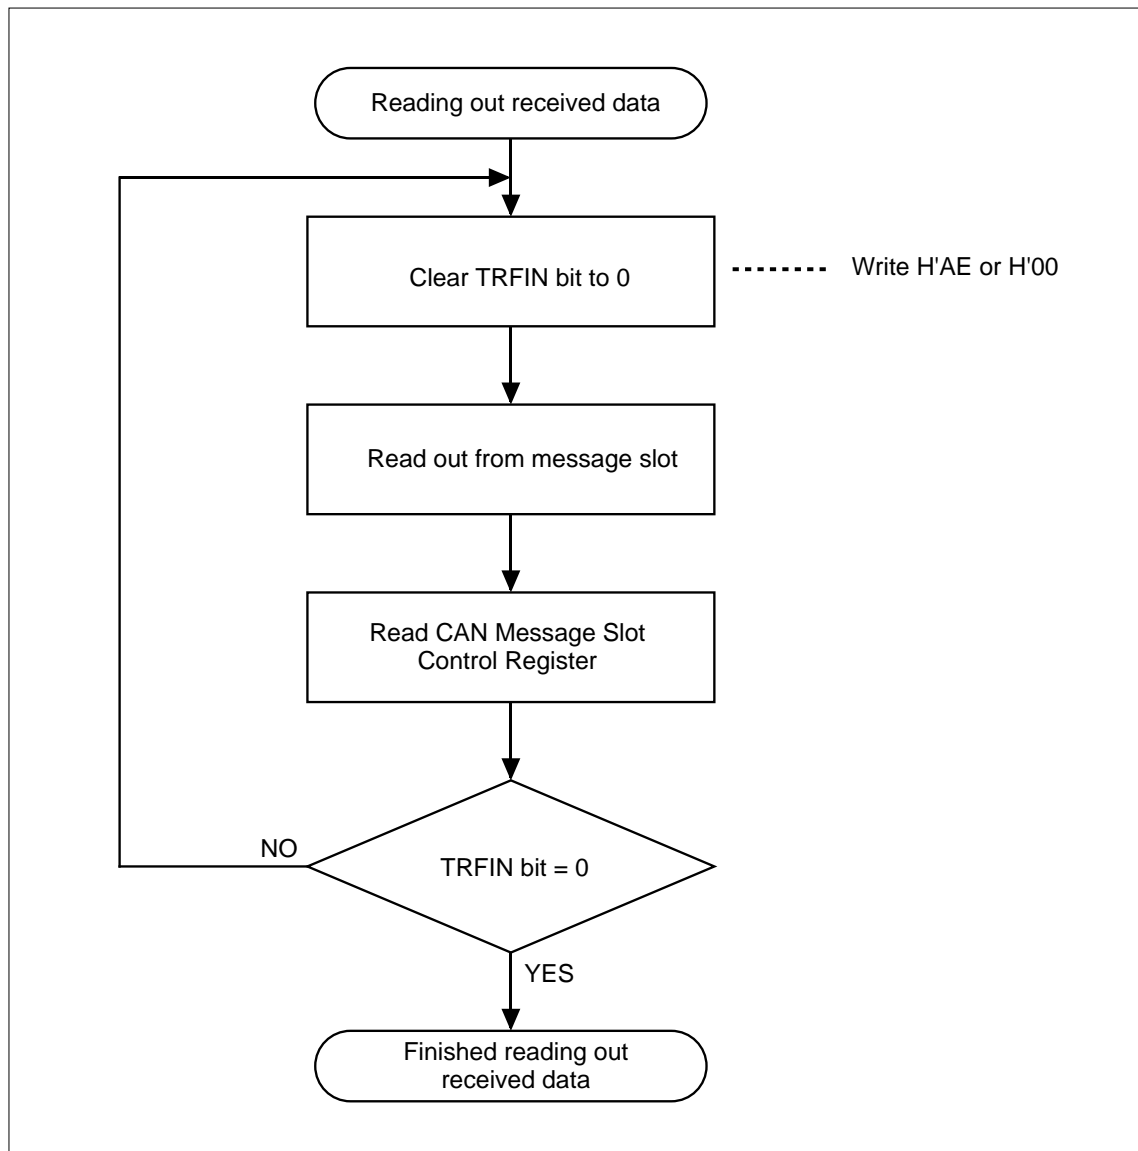 Reading out received data
Clear TRFIN bit to 0
Write H'AE or H'00
Read out from message slot
Read CAN Message Slot
Control Register
NO
TRFIN bit = 0
YES
Finished reading out
received data